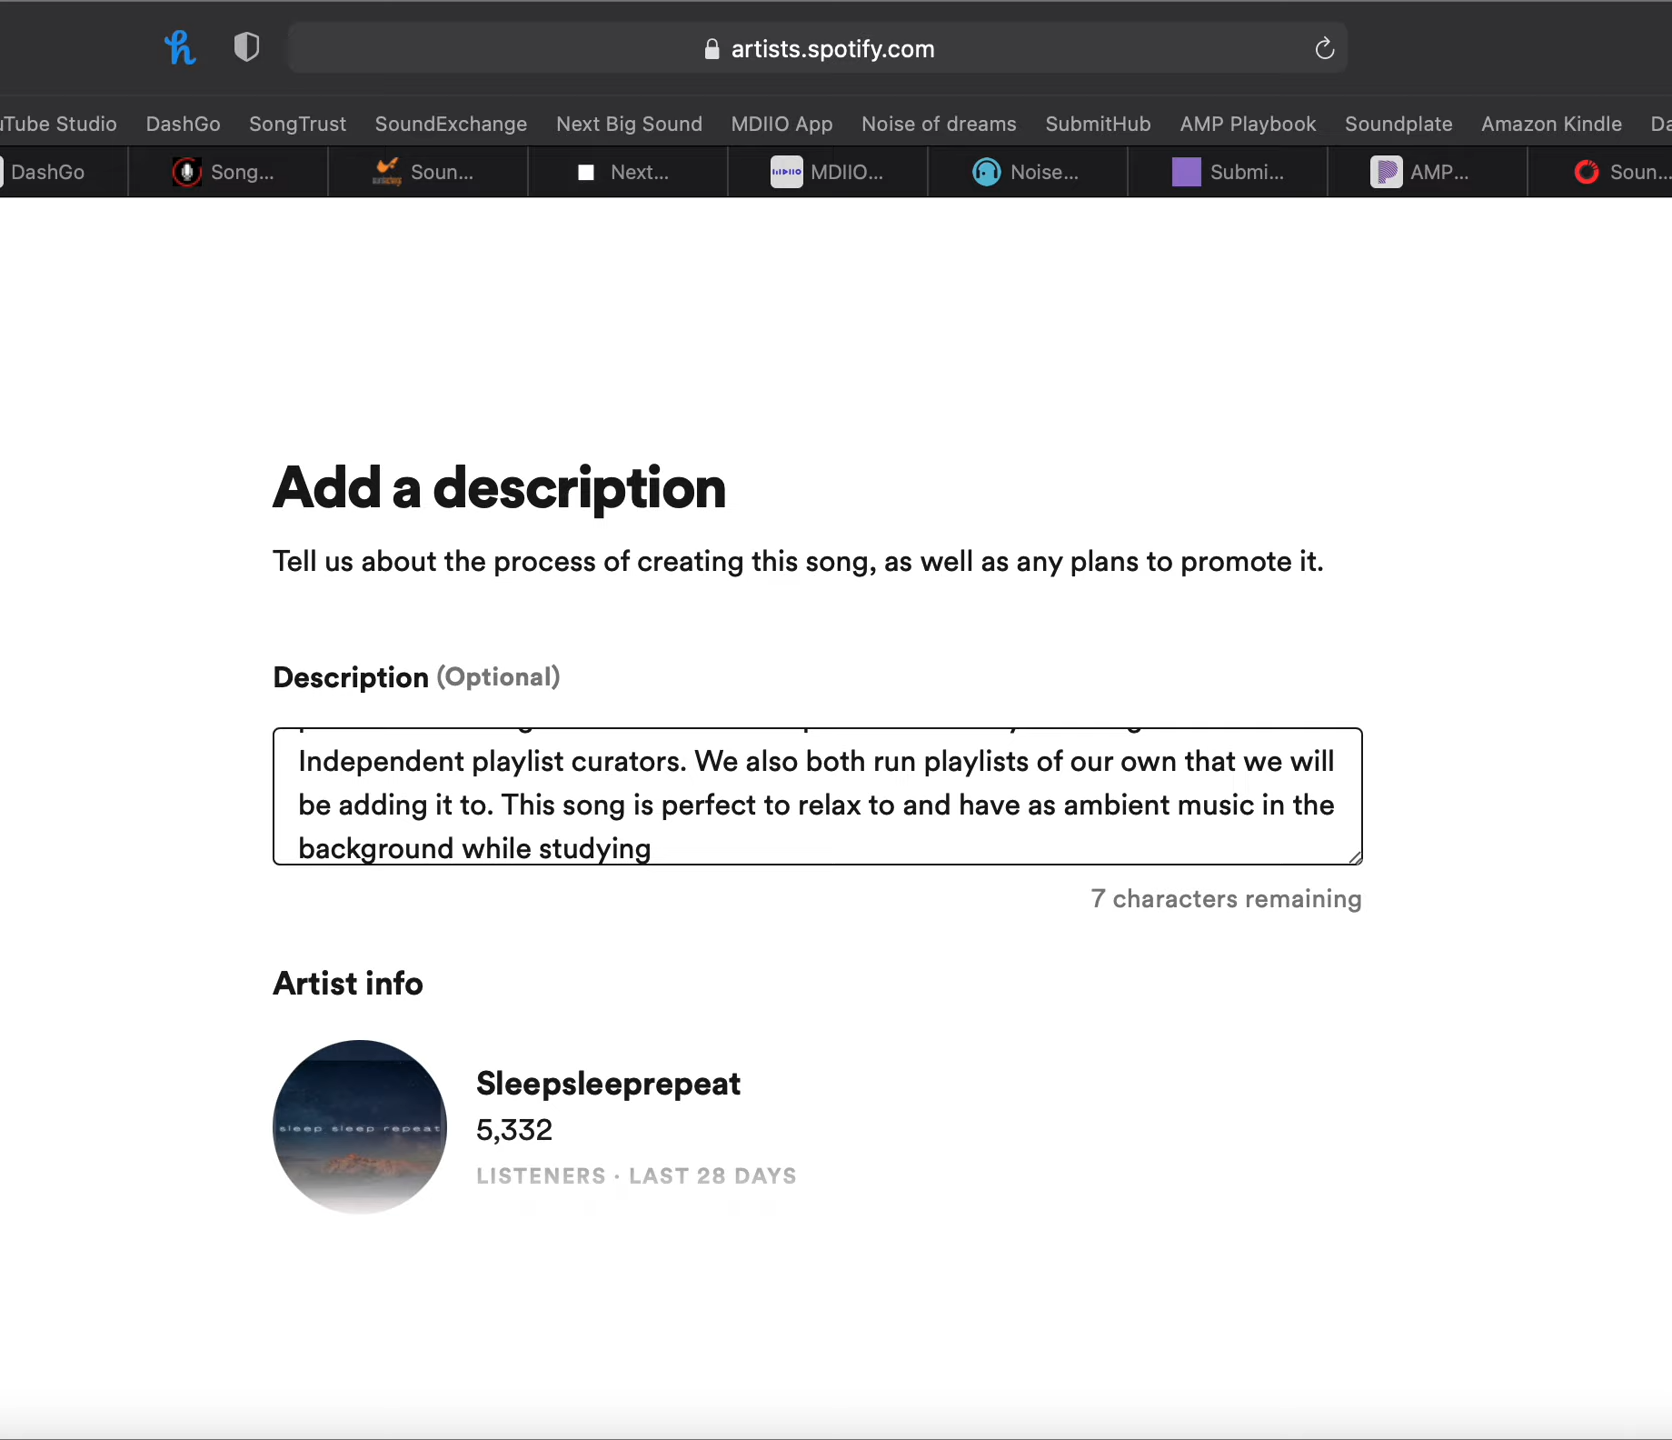 artists.spotify.com
uTube Studio DashGo SongTrust SoundExchange Next Big Sound MDIIO App Noise of dreams SubmitHub AMP Playbook Soundplate Amazon Kindle Da
DashGo Song... Soun... Next... MDIIO... Noise... Submi... AMP... Soun...
Add a description
Tell us about the process of creating this song, as well as any plans to promote it.
Description (Optional)
Independent playlist curators. We also both run playlists of our own that we will
be adding it to. This song is perfect to relax to and have as ambient music in the
background while studying
7 characters remaining
Artist info
sleep sleep repeat
Sleepsleeprepeat
5,332
LISTENERS · LAST 28 DAYS